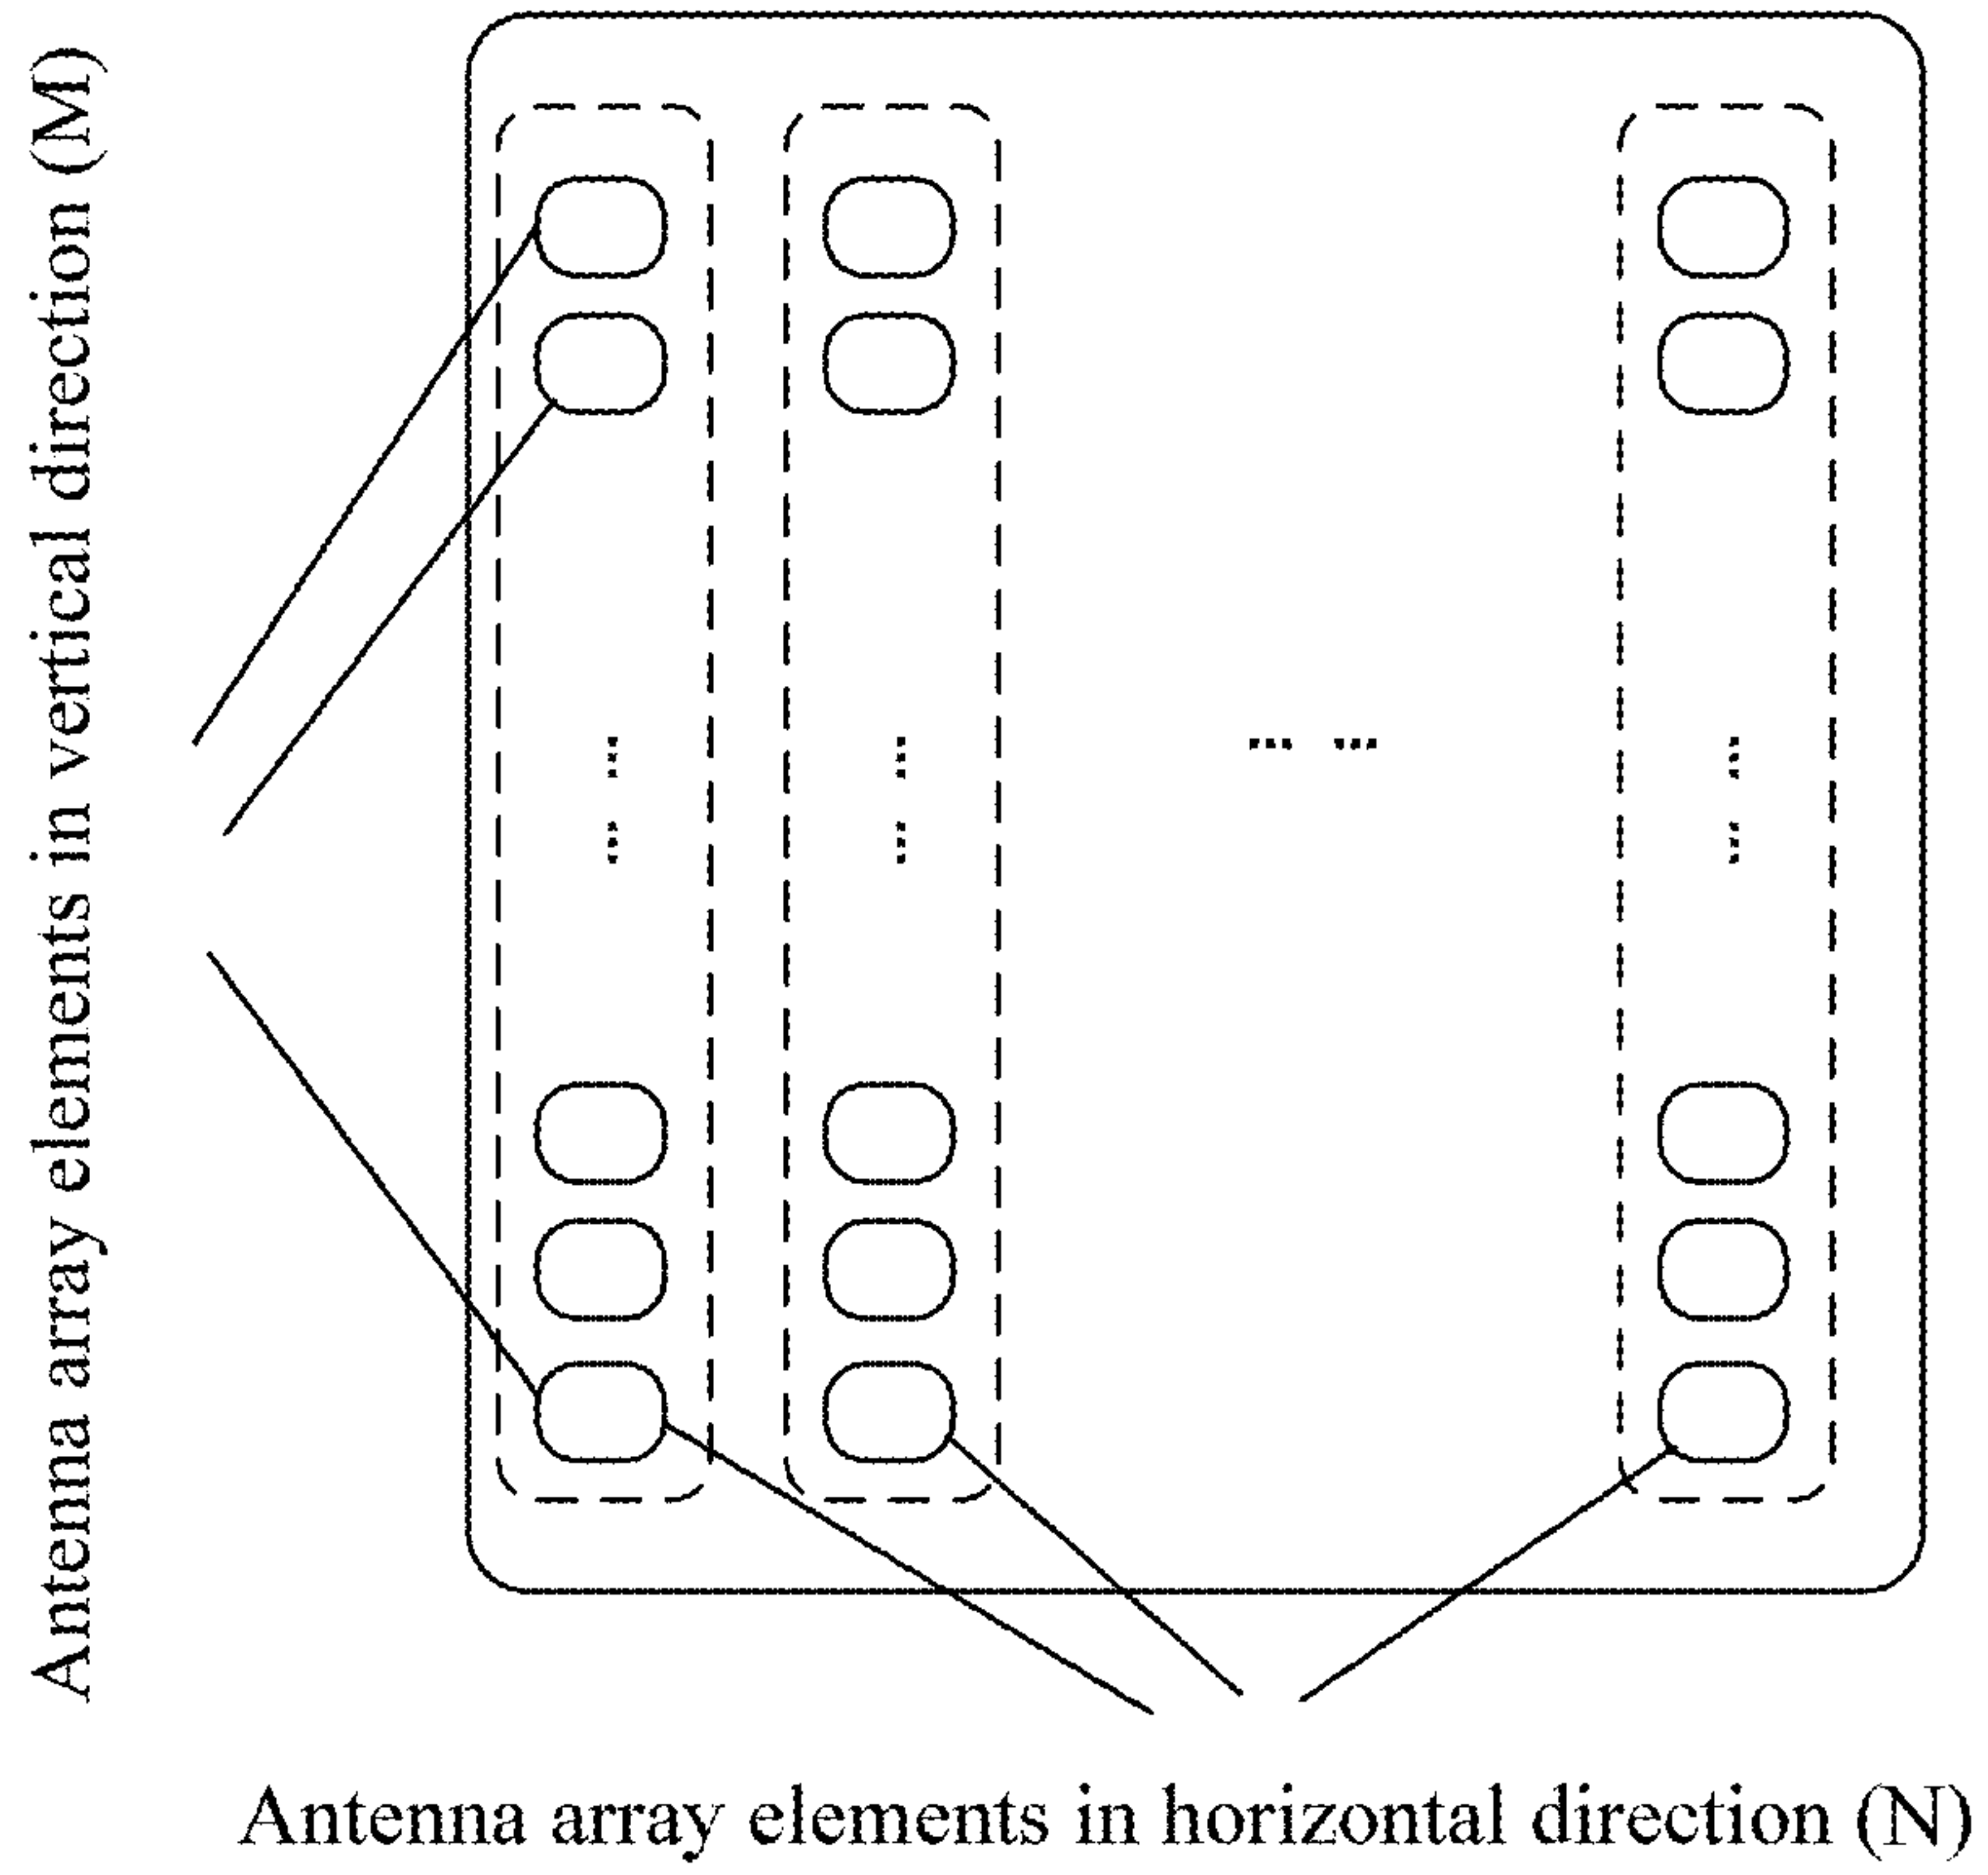 Antenna array elements in vertical direction (M)
Antenna array elements in horizontal direction (N)